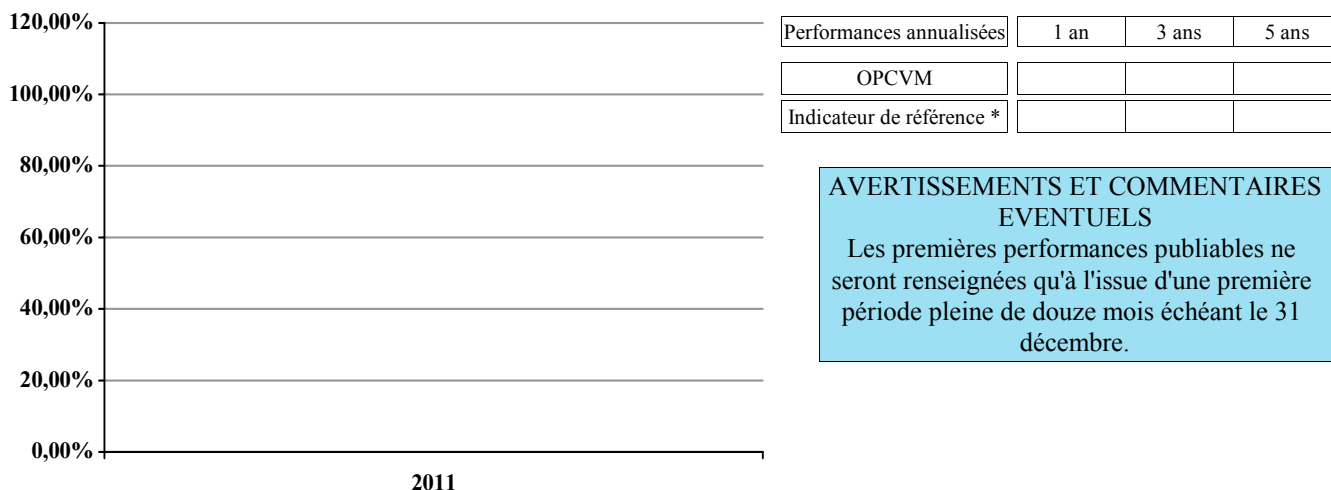 120,00%
100,00%
80,00%
60,00%
40,00%
20,00%
0,00%
2011
Performances annualisées 1 an 3 ans 5 ans
OPCVM
Indicateur de référence *
AVERTISSEMENTS ET COMMENTAIRES
EVENTUELS
Les premières performances publiables ne
seront renseignées qu'à l'issue d'une première
période pleine de douze mois échéant le 31
décembre.